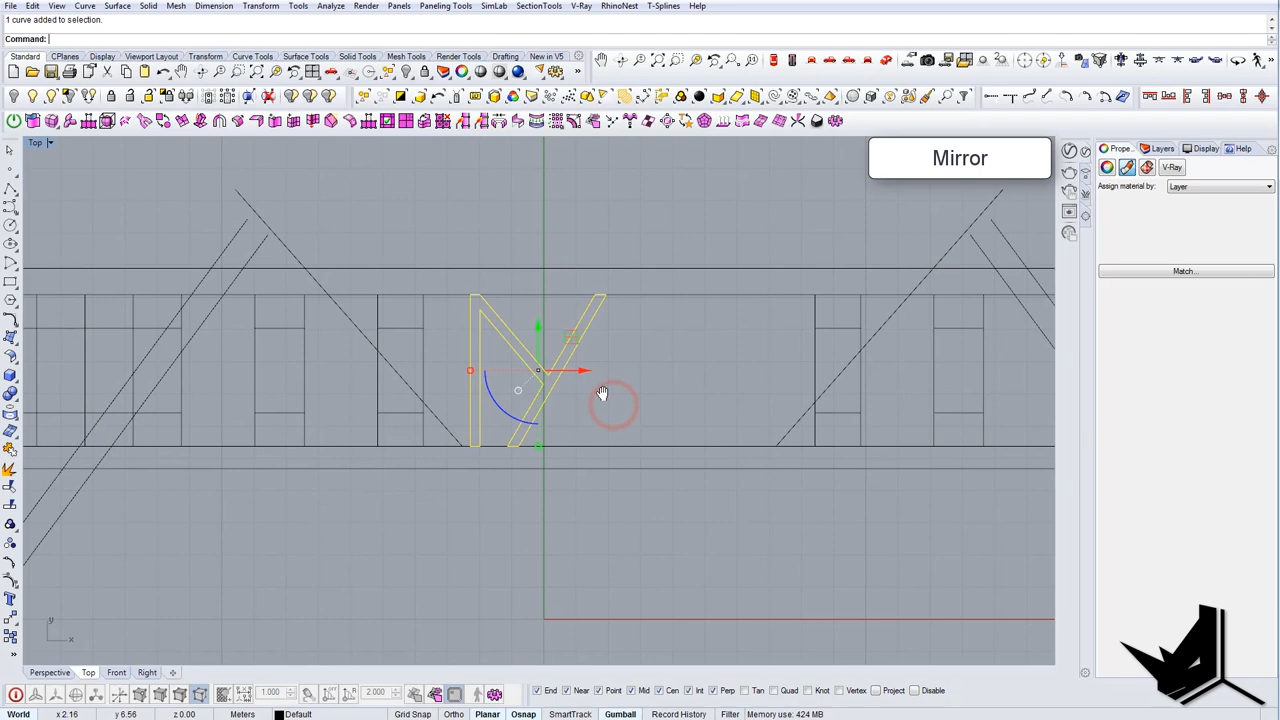 File Edit View Curve Surface Solid Mesh Dimension Transform Tools Analyze Render Panels Paneling Tools SimLab SectionTools V-Ray RhinoNest T-Splines Help
1 curve added to selection.
Command:
Standard CPlanes Display Viewport Layout Transform Curve Tools Surface Tools Solid Tools Mesh Tools Render Tools Drafting New in V5
Top
Mirror
Prope... Layers Display Help
V-Ray
Assign material by: Layer
Match...
y
x
Perspective Top Front Right
1.000 2.000 End Near Point Mid Cen Int Perp Tan Quad Knot Vertex Project Disable
World x 2.16 y 6.56 z 0.00 Meters Default Grid Snap Ortho Planar Osnap SmartTrack Gumball Record History Filter Memory use: 424 MB